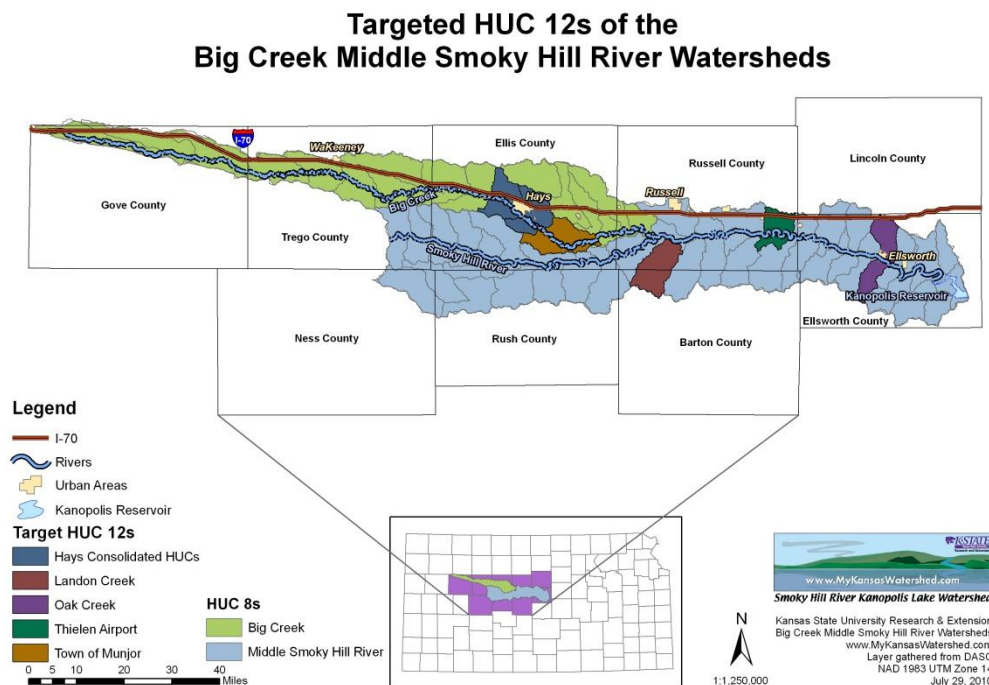 Targeted HUC 12s of the
Big Creek Middle Smoky Hill River Watersheds
I-70
WaKeeney
Ellis County
Russell County
Lincoln County
Gove County
Trego County
Big Creek
Hays
Russell
Smoky Hill River
Ellsworth
Kanopolis Reservoir
Ellsworth County
Ness County
Rush County
Barton County
Legend
I-70
Rivers
Urban Areas
Kanopolis Reservoir
Target HUC 12s
Hays Consolidated HUCs
Landon Creek
Oak Creek
Thielen Airport
Town of Munjor
HUC 8s
Big Creek
Middle Smoky Hill River
0 5 10 20 30 40
Miles
N
1:1,250,000
K-STATE
Research and Extension
www.MyKansasWatershed.com
Smoky Hill River Kanopolis Lake Watershed
Kansas State University Research & Extension
Big Creek Middle Smoky Hill River Watersheds
www.MyKansasWatershed.com
Layer gathered from DASC
NAD 1983 UTM Zone 14
July 29, 2010